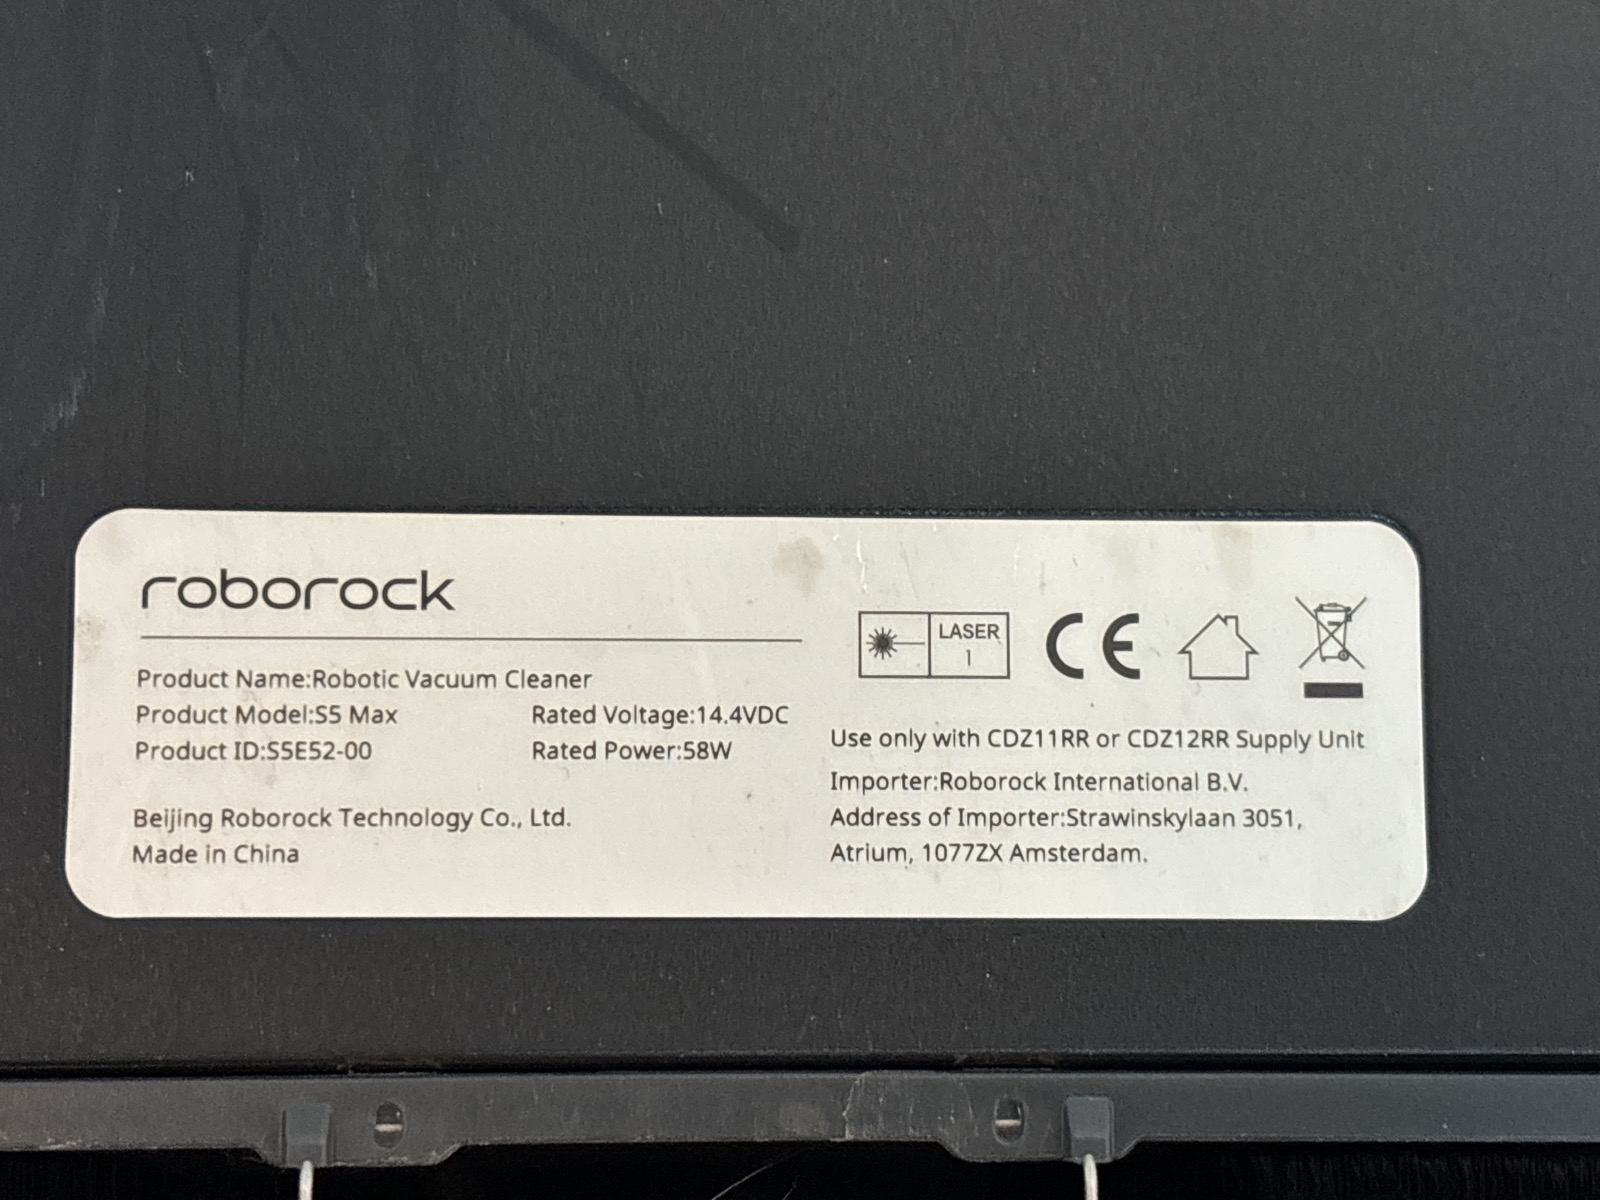 roborock
Product Name:Robotic Vacuum Cleaner
Product Model:S5 Max
Rated Voltage:14.4VDC
Product ID:S5E52-00
Rated Power:58W
Beijing Roborock Technology Co., Ltd.
Made in China
LASER
1
CE
Use only with CDZ11RR or CDZ12RR Supply Unit
Importer:Roborock International B.V.
Address of Importer:Strawinskylaan 3051,
Atrium, 1077ZX Amsterdam.